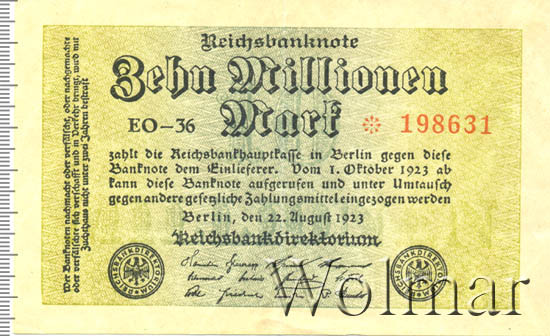 Reichsbanknote
Zehn Millionen
Mark
EO-36
* 198631
zahlt die Reichsbankhauptkasse in Berlin gegen diese
Banknote dem Einlieferer. Vom 1. Oktober 1923 ab
kann diese Banknote aufgerufen und unter Umtausch
gegen andere gesetzliche Zahlungsmittel eingezogen werden
Berlin, den 22. August 1923
Reichsbankdirektorium
Wer Banknoten nachmacht oder verfälscht, oder nachgemachte
oder verfälschte sich verschafft und in Verkehr bringt, wird mit
Zuchthaus nicht unter zwei Jahren bestraft
REICHSBANKDIREKTORIUM
REICHSBANKDIREKTORIUM
Wolmar